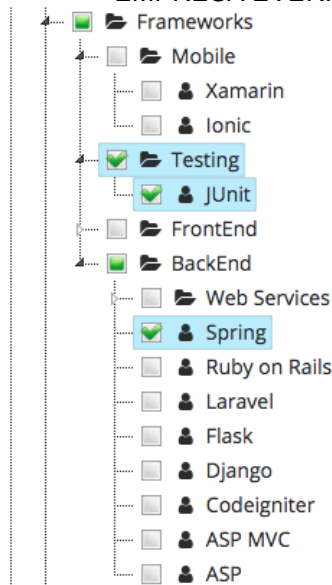 Frameworks
Mobile
Xamarin
Ionic
Testing
JUnit
FrontEnd
BackEnd
Web Services
Spring
Ruby on Rails
Laravel
Flask
Django
Codeigniter
ASP MVC
ASP